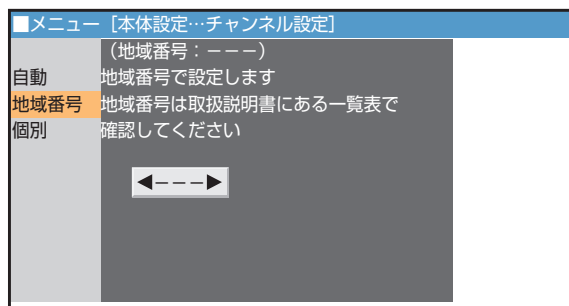 ■メニュー [本体設定…チャンネル設定]
(地域番号：−−−)
自動 地域番号で設定します
地域番号 地域番号は取扱説明書にある一覧表で
個別 確認してください
◀−−−▶